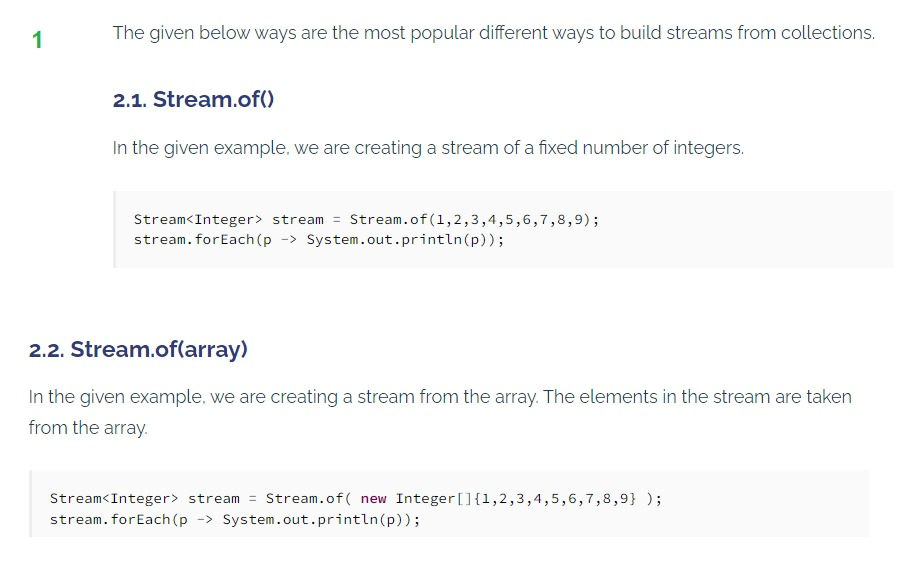 1
The given below ways are the most popular different ways to build streams from collections.
2.1. Stream.of()
In the given example, we are creating a stream of a fixed number of integers.
Stream<Integer> stream = Stream.of(1,2,3,4,5,6,7,8,9);
stream.forEach(p -> System.out.println(p));
2.2. Stream.of(array)
In the given example, we are creating a stream from the array. The elements in the stream are taken
from the array.
Stream<Integer> stream = Stream.of( new Integer[]{1,2,3,4,5,6,7,8,9} );
stream.forEach(p -> System.out.println(p));